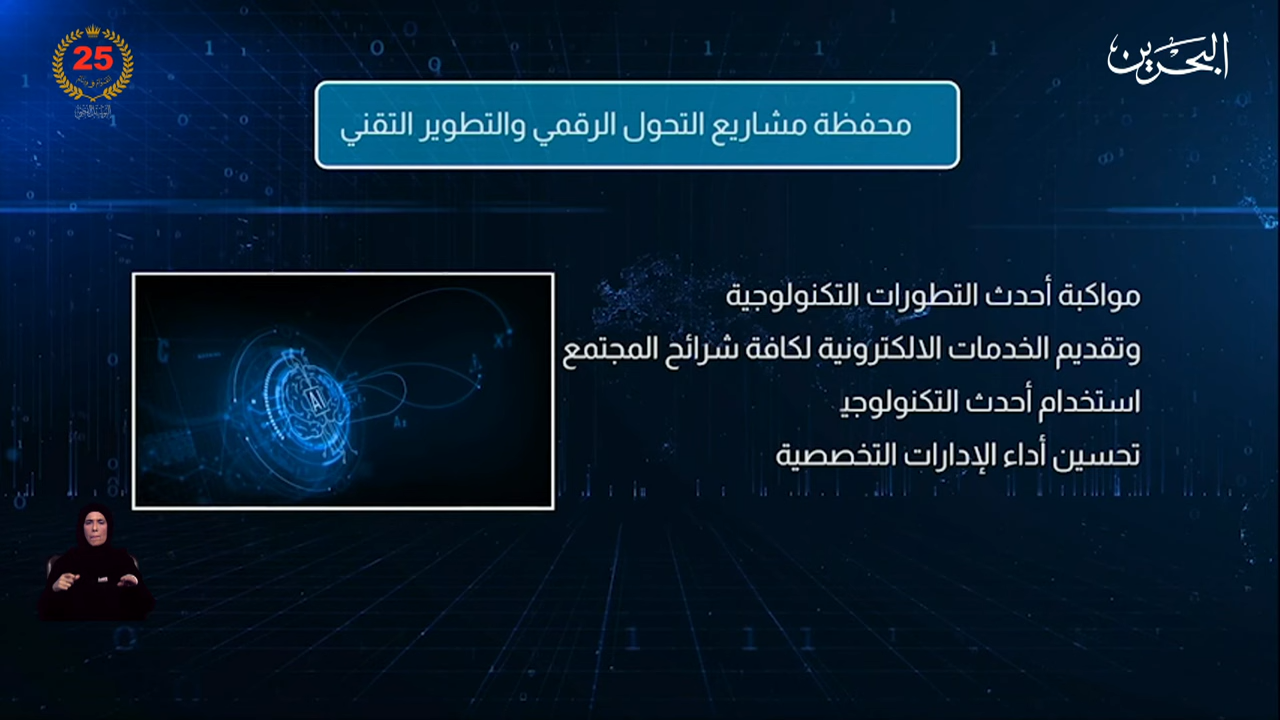 البحرين
25
محفظة مشاريع التحول الرقمي والتطوير التقني
مواكبة أحدث التطورات التكنولوجية
وتقديم الخدمات الالكترونية لكافة شرائح المجتمع
استخدام أحدث التكنولوجيـ
تحسين أداء الإدارات التخصصية
AI